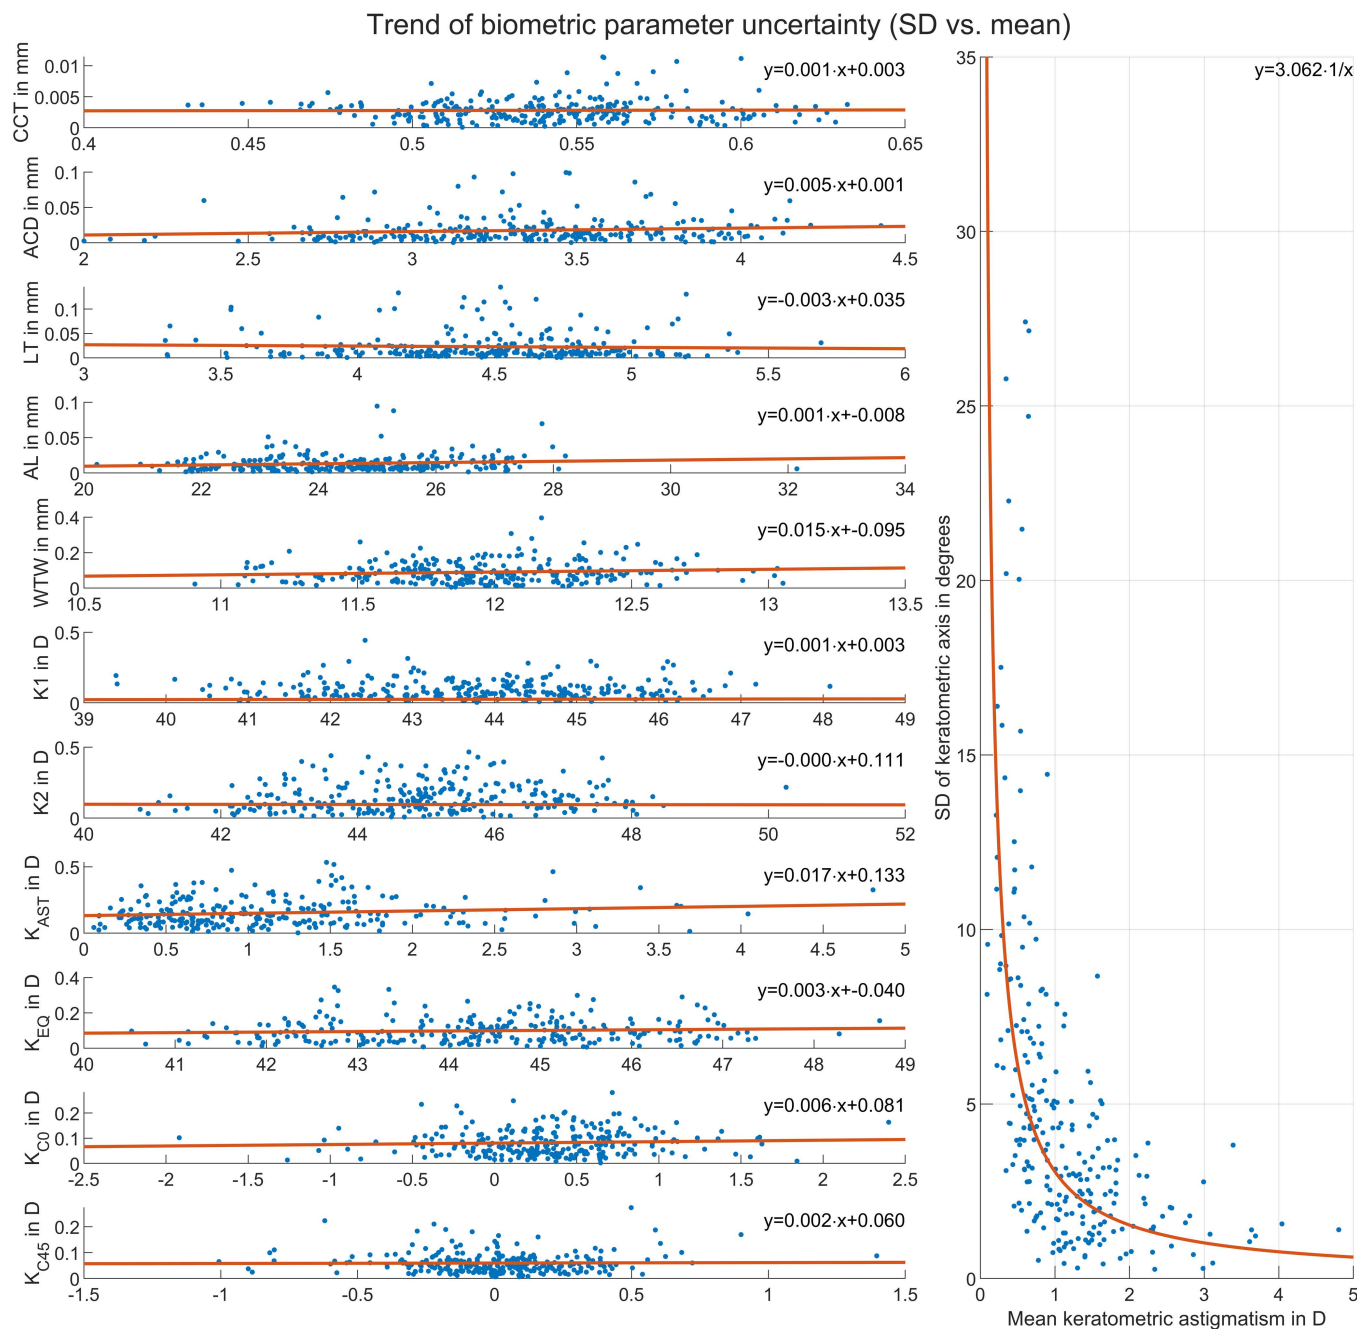 Trend of biometric parameter uncertainty (SD vs. mean)
CCT in mm
0.01
0.005
0
y=0.001·x+0.003
0.4 0.45 0.5 0.55 0.6 0.65
ACD in mm
0.1
0.05
0
y=0.005·x+0.001
2 2.5 3 3.5 4 4.5
LT in mm
0.1
0.05
0
y=-0.003·x+0.035
3 3.5 4 4.5 5 5.5 6
AL in mm
0.1
0.05
0
y=0.001·x+-0.008
20 22 24 26 28 30 32 34
WTW in mm
0.4
0.2
0
y=0.015·x+-0.095
10.5 11 11.5 12 12.5 13 13.5
K1 in D
0.5
0
y=0.001·x+0.003
39 40 41 42 43 44 45 46 47 48 49
K2 in D
0.5
0
y=-0.000·x+0.111
40 42 44 46 48 50 52
K_AST in D
0.5
0
y=0.017·x+0.133
0 0.5 1 1.5 2 2.5 3 3.5 4 4.5 5
K_EQ in D
0.4
0.2
0
y=0.003·x+-0.040
40 41 42 43 44 45 46 47 48 49
K_C0 in D
0.2
0.1
0
y=0.006·x+0.081
-2.5 -2 -1.5 -1 -0.5 0 0.5 1 1.5 2 2.5
K_C45 in D
0.2
0.1
0
y=0.002·x+0.060
-1.5 -1 -0.5 0 0.5 1 1.5
SD of keratometric axis in degrees
35
30
25
20
15
10
5
0
y=3.062·1/x
0 1 2 3 4 5
Mean keratometric astigmatism in D